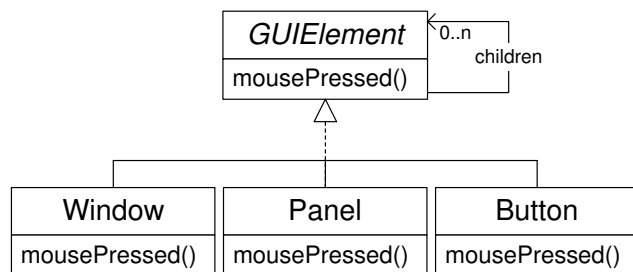 GUIElement
0..n
children
mousePressed()
Window
Panel
Button
mousePressed()
mousePressed()
mousePressed()